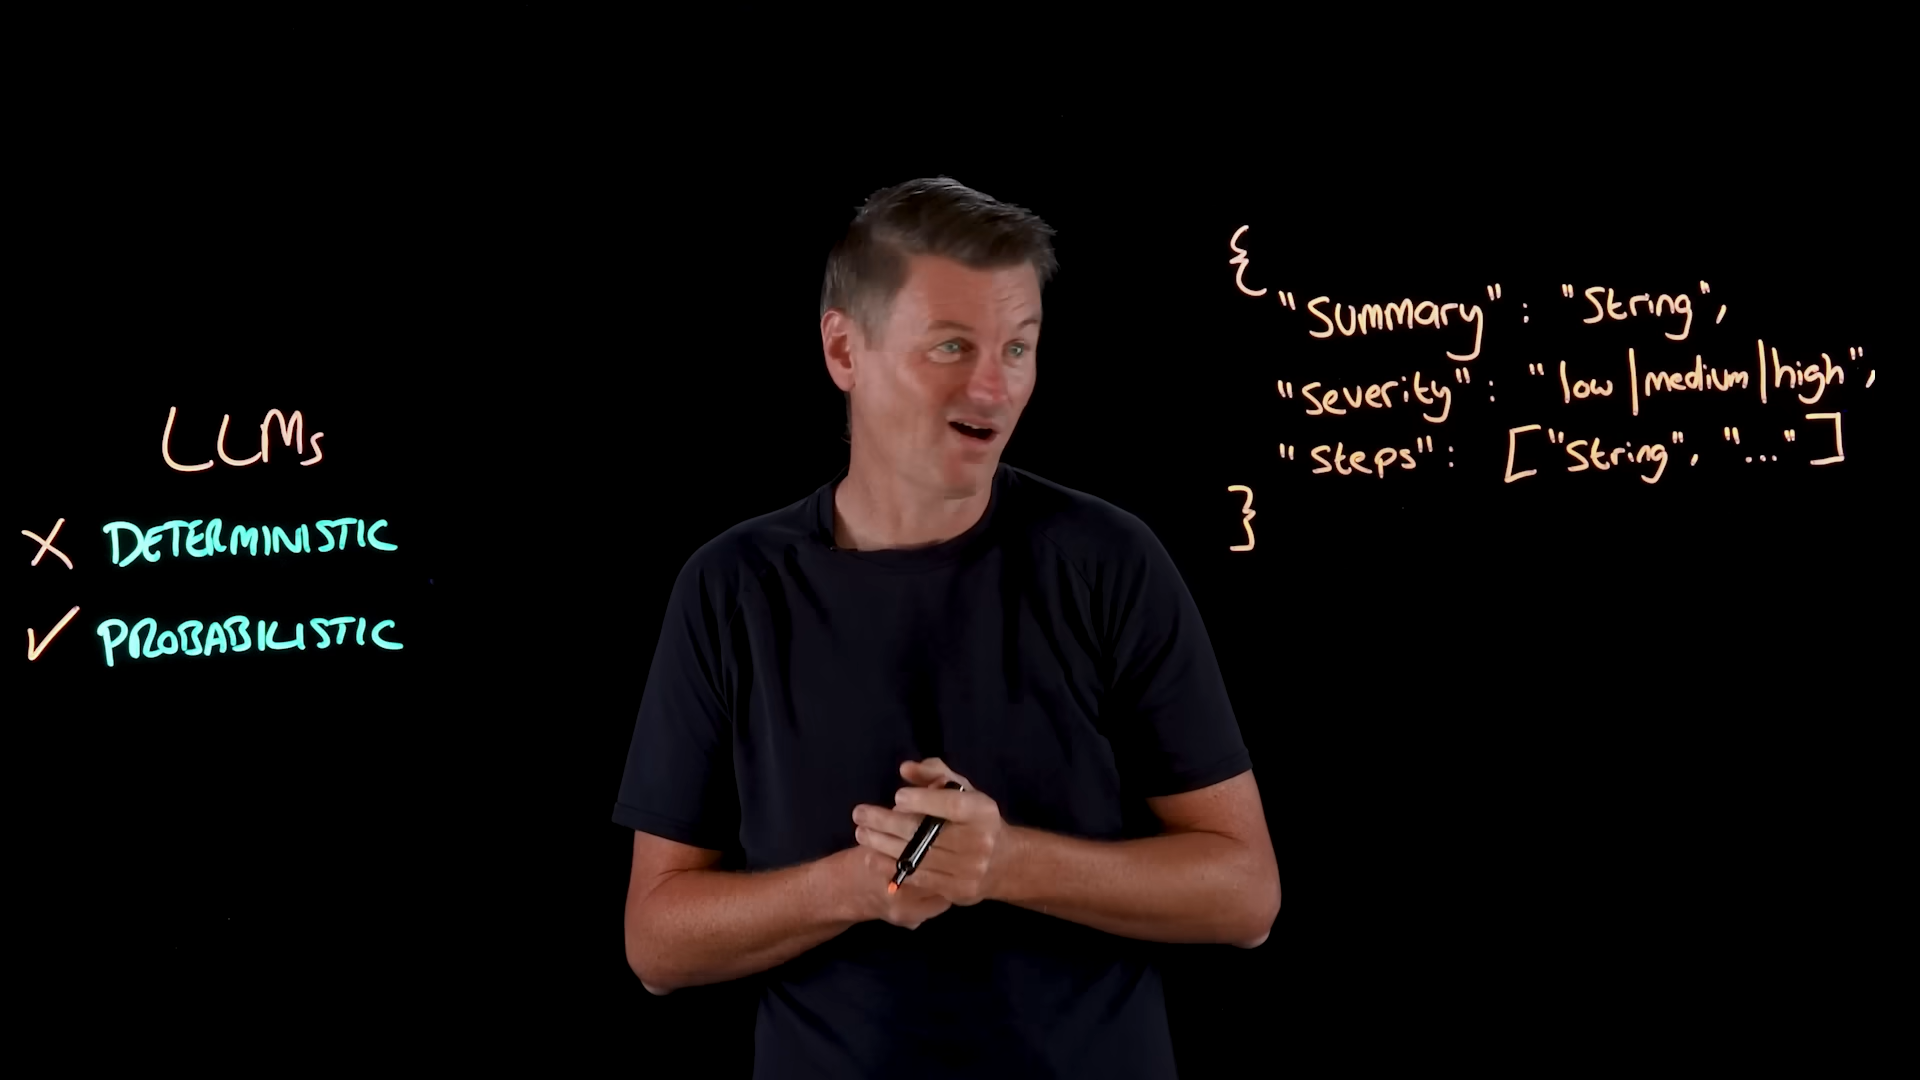 LLMs
X DETERMINISTIC
✓ PROBABILISTIC
{
"Summary": "String",
"Severity": "low|medium|high",
"Steps": ["String", "..."]
}